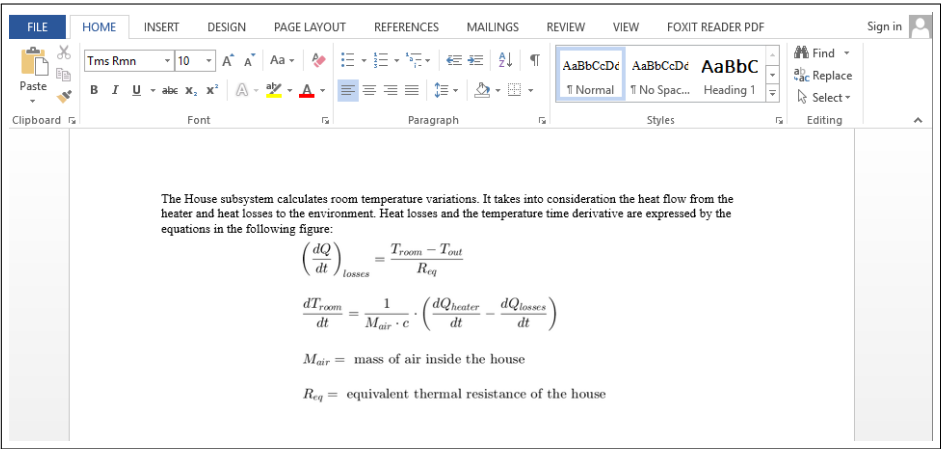 FILE HOME INSERT DESIGN PAGE LAYOUT REFERENCES MAILINGS REVIEW VIEW FOXIT READER PDF Sign in
Paste
Tms Rmn 10 A A Aa
B I U abc X₂ X² A aby A
Clipboard Font Paragraph Styles Editing
AaBbCcDc AaBbCcDc AaBbC
¶ Normal ¶ No Spac... Heading 1
Find
Replace
Select
The House subsystem calculates room temperature variations. It takes into consideration the heat flow from the
heater and heat losses to the environment. Heat losses and the temperature time derivative are expressed by the
equations in the following figure:
(dQ/dt)_losses = (T_room − T_out)/R_eq
dT_room/dt = 1/(M_air · c) · (dQ_heater/dt − dQ_losses/dt)
M_air = mass of air inside the house
R_eq = equivalent thermal resistance of the house